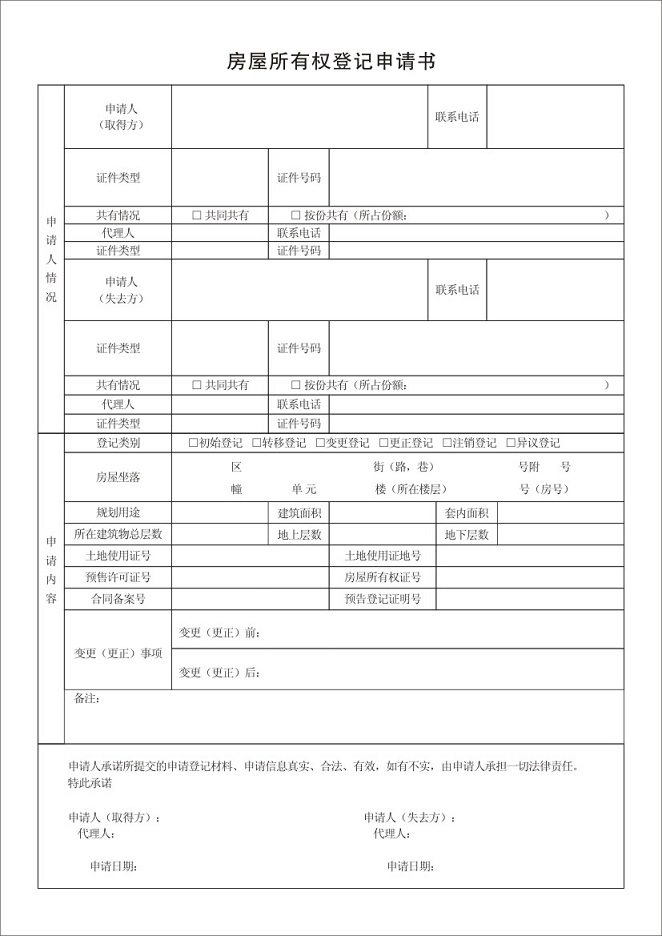 房屋所有权登记申请书
申请人
（取得方）
联系电话
证件类型
证件号码
共有情况 □ 共同共有 □ 按份共有（所占份额： ）
代理人 联系电话
证件类型 证件号码
申请人情况
申请人
（失去方）
联系电话
证件类型
证件号码
共有情况 □ 共同共有 □ 按份共有（所占份额： ）
代理人 联系电话
证件类型 证件号码
登记类别 □初始登记 □转移登记 □变更登记 □更正登记 □注销登记 □异议登记
房屋坐落
区 街（路，巷） 号附 号
幢 单元 楼（所在楼层） 号（房号）
规划用途 建筑面积 套内面积
所在建筑物总层数 地上层数 地下层数
申请内容
土地使用证号 土地使用证地号
预售许可证号 房屋所有权证号
合同备案号 预告登记证明号
变更（更正）事项
变更（更正）前：
变更（更正）后：
备注：
申请人承诺所提交的申请登记材料、申请信息真实、合法、有效，如有不实，由申请人承担一切法律责任。
特此承诺
申请人（取得方）： 申请人（失去方）：
代理人： 代理人：
申请日期： 申请日期：